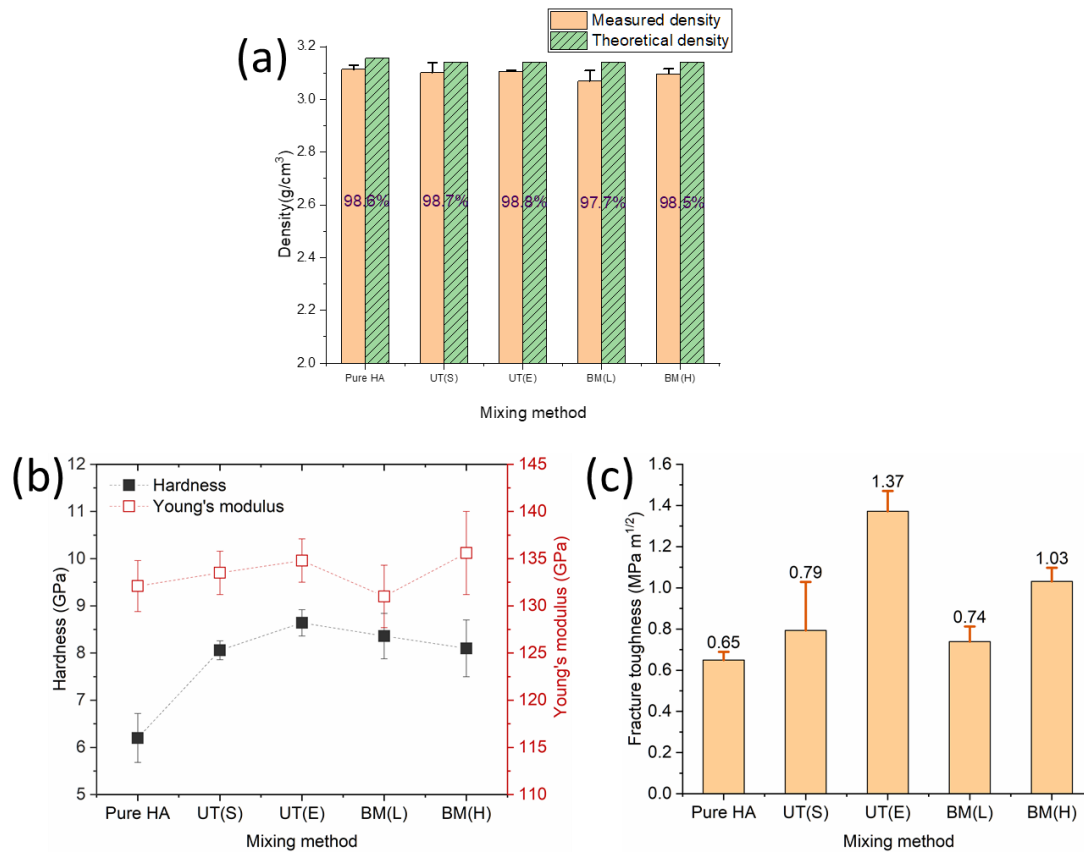 (a)
Measured density
Theoretical density
3.2
3.0
2.8
2.6
2.4
2.2
2.0
Density(g/cm³)
98.6%
98.7%
98.8%
97.7%
98.5%
Pure HA
UT(S)
UT(E)
BM(L)
BM(H)
Mixing method
(b)
Hardness
Young's modulus
12
11
10
9
8
7
6
5
Hardness (GPa)
145
140
135
130
125
120
115
110
Young's modulus (GPa)
Pure HA
UT(S)
UT(E)
BM(L)
BM(H)
Mixing method
(c)
1.6
1.4
1.2
1.0
0.8
0.6
0.4
0.2
0.0
Fracture toughness (MPa m^1/2)
0.65
0.79
1.37
0.74
1.03
Pure HA
UT(S)
UT(E)
BM(L)
BM(H)
Mixing method